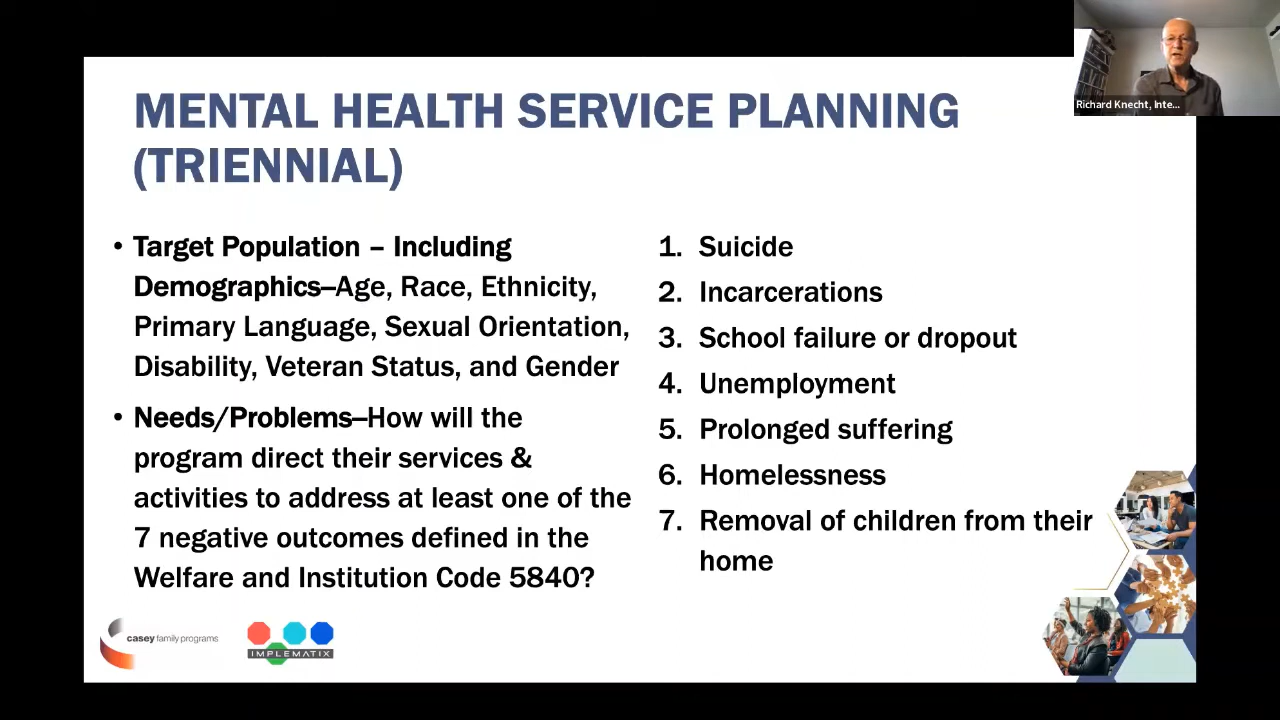 Richard Knecht, Inte...
MENTAL HEALTH SERVICE PLANNING
(TRIENNIAL)
• Target Population – Including
Demographics—Age, Race, Ethnicity,
Primary Language, Sexual Orientation,
Disability, Veteran Status, and Gender
• Needs/Problems—How will the
program direct their services &
activities to address at least one of the
7 negative outcomes defined in the
Welfare and Institution Code 5840?
1. Suicide
2. Incarcerations
3. School failure or dropout
4. Unemployment
5. Prolonged suffering
6. Homelessness
7. Removal of children from their
home
casey family programs
IMPLEMATIX